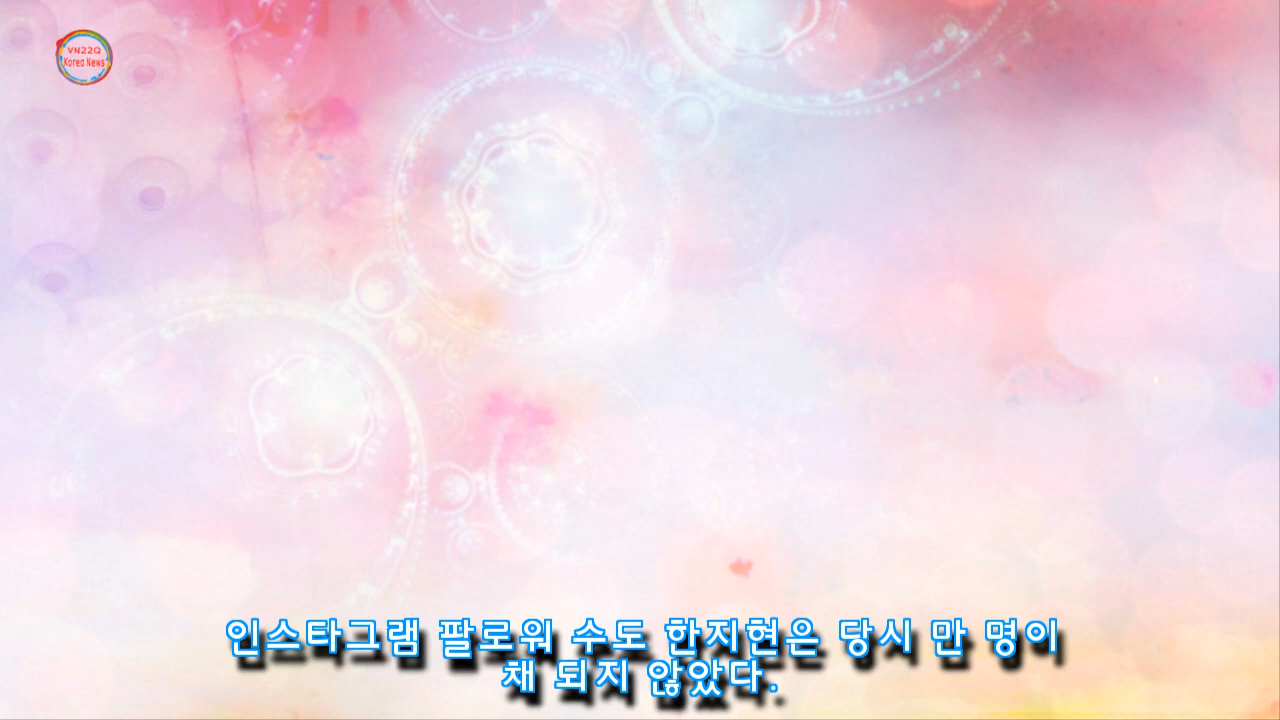 VN22Q
Korea News
인스타그램 팔로워 수도 한지현은 당시 만 명이
채 되지 않았다.